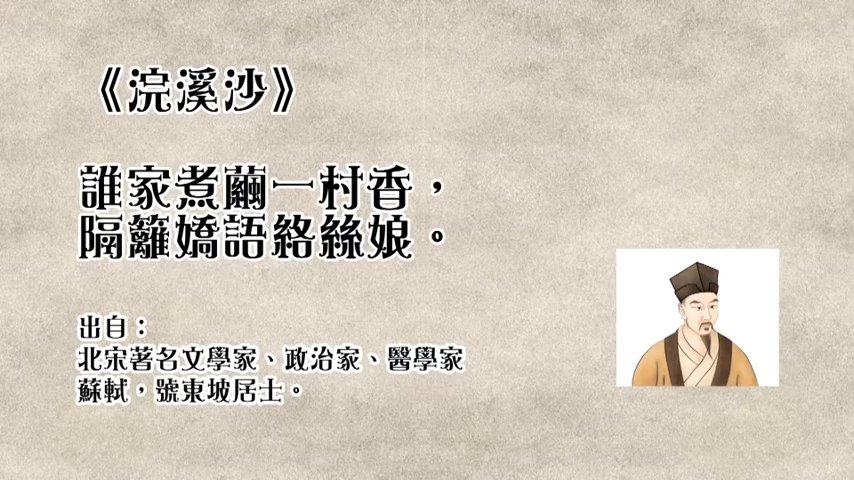 《浣溪沙》
誰家煮繭一村香，
隔籬嬌語絡絲娘。
出自：
北宋著名文學家、政治家、醫學家
蘇軾，號東坡居士。